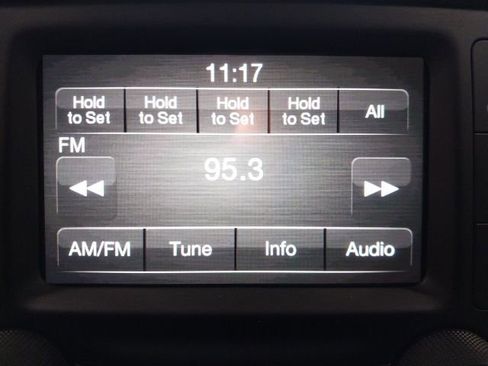 11:17
Hold to Set Hold to Set Hold to Set Hold to Set All
FM
95.3
AM/FM Tune Info Audio